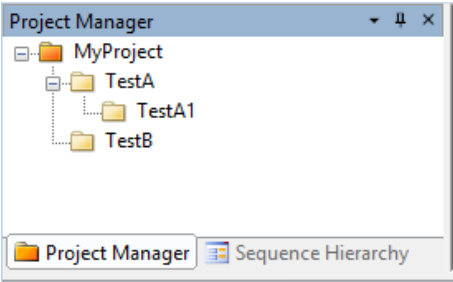 Project Manager
MyProject
TestA
TestA1
TestB
Project Manager Sequence Hierarchy